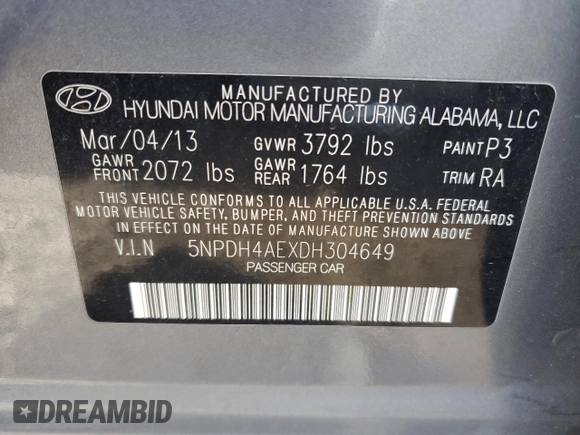 MANUFACTURED BY
HYUNDAI MOTOR MANUFACTURING ALABAMA, LLC
Mar/04/13 GVWR 3792 lbs PAINT P3
GAWR FRONT 2072 lbs GAWR REAR 1764 lbs TRIM RA
THIS VEHICLE CONFORMS TO ALL APPLICABLE U.S.A. FEDERAL
MOTOR VEHICLE SAFETY, BUMPER, AND THEFT PREVENTION STANDARDS
IN EFFECT ON THE DATE OF MANUFACTURE SHOWN ABOVE.
V.I.N 5NPDH4AEXDH304649
PASSENGER CAR
DREAMBID